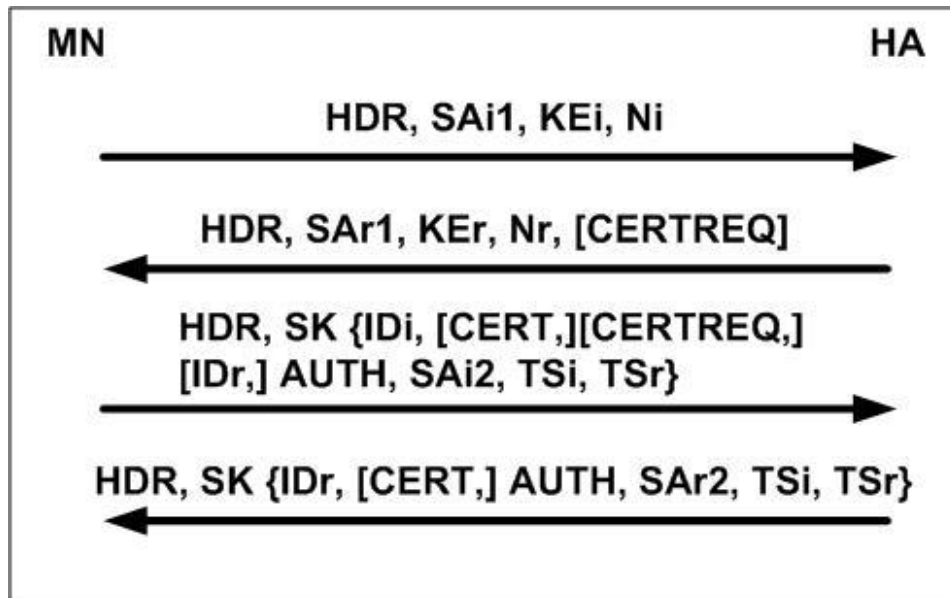 MN HA
HDR, SAi1, KEi, Ni
HDR, SAr1, KEr, Nr, [CERTREQ]
HDR, SK {IDi, [CERT,][CERTREQ,]
[IDr,] AUTH, SAi2, TSi, TSr}
HDR, SK {IDr, [CERT,] AUTH, SAr2, TSi, TSr}